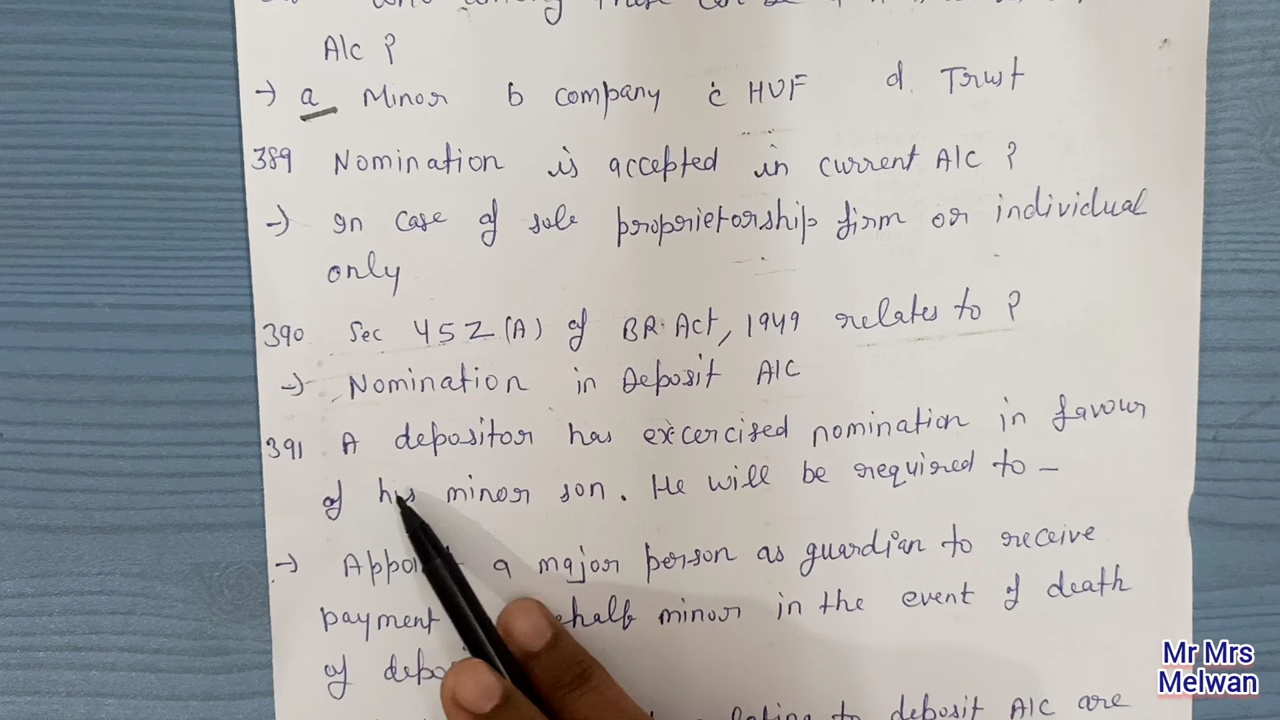 A/c ?
→ a Minor b company c HUF d. Trust
389 Nomination is accepted in current A/c ?
→ In case of sole proprietorship firm or individual
only
390 Sec 45Z(A) of BR. Act, 1949 relates to ?
→ Nomination in Deposit A/c
391 A depositor has excercised nomination in favour
of his minor son. He will be required to –
→ a major person as guardian to receive
payment minor in the event of death
of
to deposit A/c are
Mr Mrs
Melwan